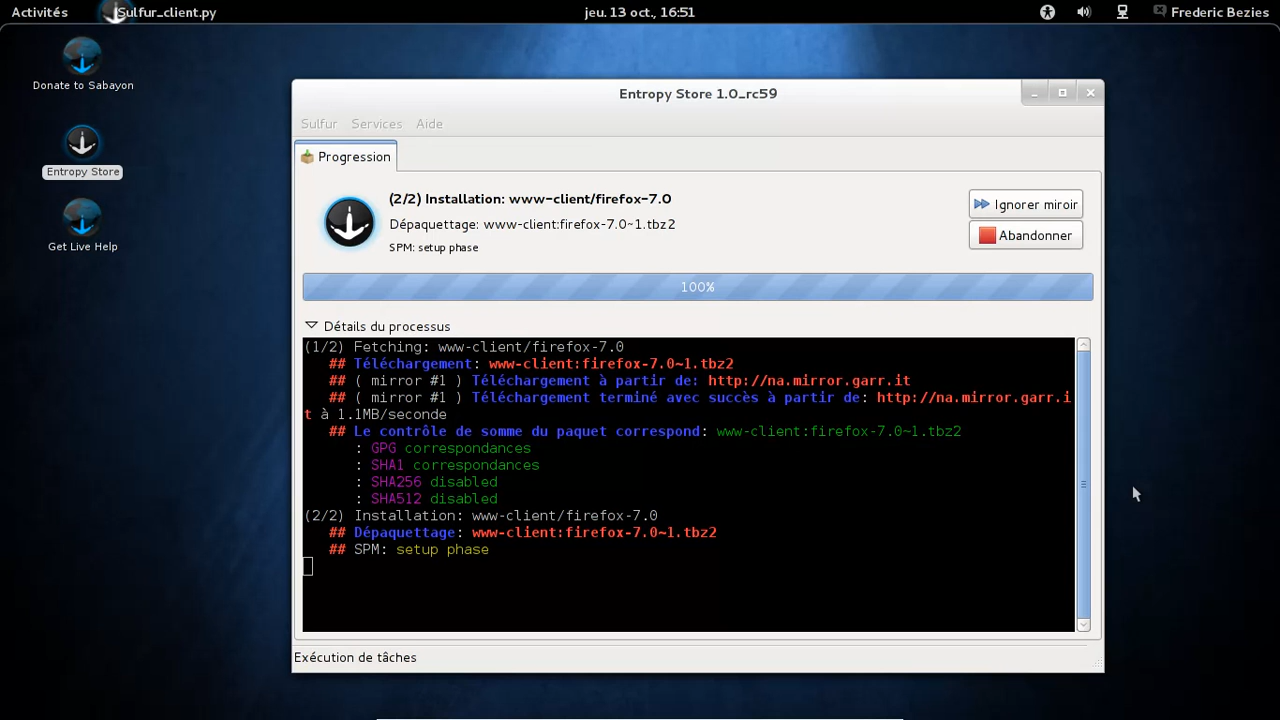 Activités
Sulfur_client.py
jeu. 13 oct., 16:51
Frederic Bezies
Donate to Sabayon
Entropy Store
Get Live Help
Entropy Store 1.0_rc59
Sulfur Services Aide
Progression
(2/2) Installation: www-client/firefox-7.0
Dépaquettage: www-client:firefox-7.0~1.tbz2
SPM: setup phase
Ignorer miroir
Abandonner
100%
Détails du processus
(1/2) Fetching: www-client/firefox-7.0
## Téléchargement: www-client:firefox-7.0~1.tbz2
## ( mirror #1 ) Téléchargement à partir de: http://na.mirror.garr.it
## ( mirror #1 ) Téléchargement terminé avec succès à partir de: http://na.mirror.garr.i
t à 1.1MB/seconde
## Le contrôle de somme du paquet correspond: www-client:firefox-7.0~1.tbz2
: GPG correspondances
: SHA1 correspondances
: SHA256 disabled
: SHA512 disabled
(2/2) Installation: www-client/firefox-7.0
## Dépaquettage: www-client:firefox-7.0~1.tbz2
## SPM: setup phase
Exécution de tâches